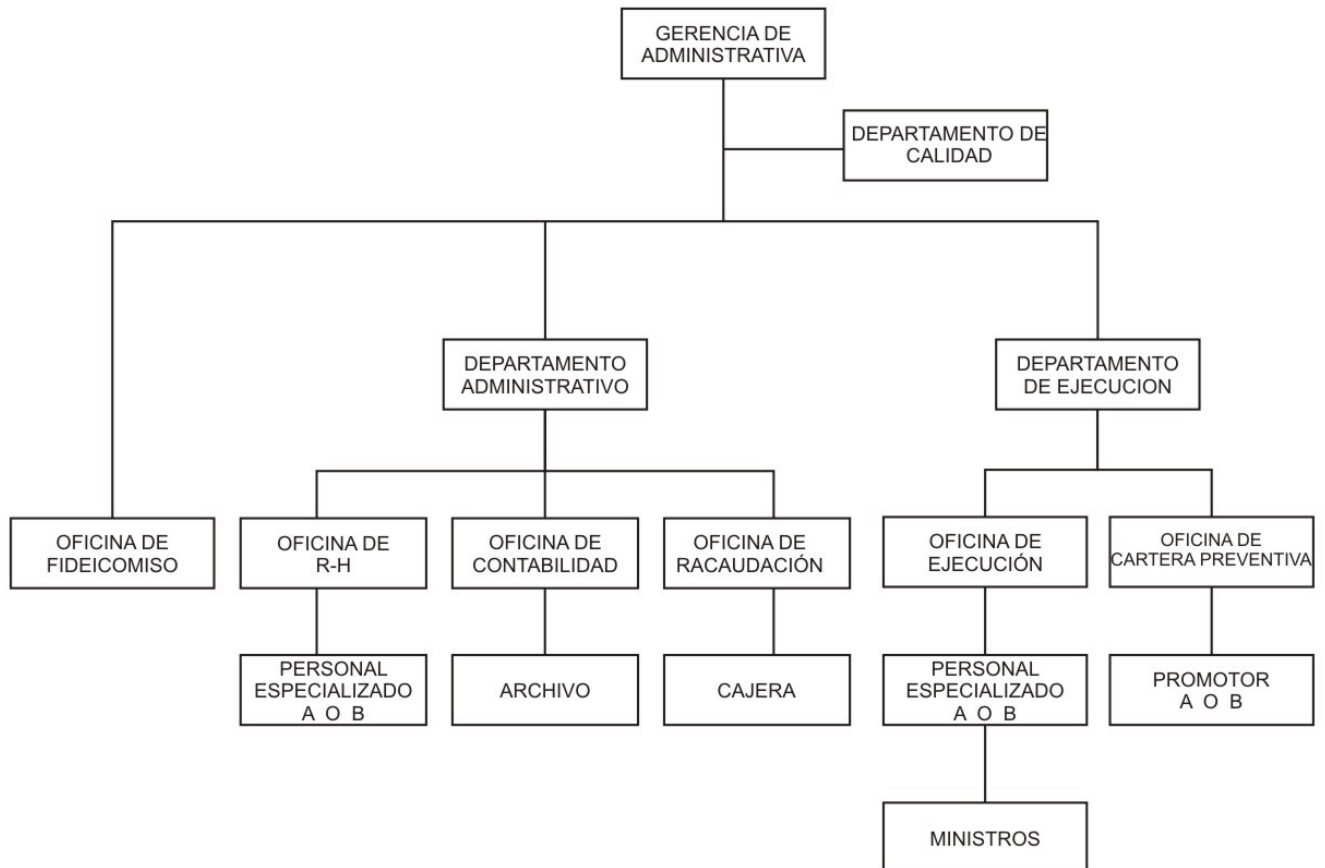 GERENCIA DE
ADMINISTRATIVA
DEPARTAMENTO DE
CALIDAD
DEPARTAMENTO
ADMINISTRATIVO
DEPARTAMENTO
DE EJECUCION
OFICINA DE
FIDEICOMISO
OFICINA DE
R-H
OFICINA DE
CONTABILIDAD
OFICINA DE
RACAUDACIÓN
OFICINA DE
EJECUCIÓN
OFICINA DE
CARTERA PREVENTIVA
PERSONAL
ESPECIALIZADO
A O B
ARCHIVO
CAJERA
PERSONAL
ESPECIALIZADO
A O B
PROMOTOR
A O B
MINISTROS